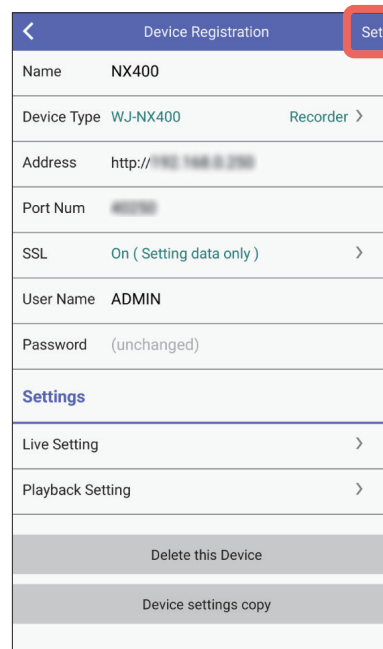 Device Registration Set
Name NX400
Device Type WJ-NX400 Recorder
Address http://
Port Num
SSL On ( Setting data only )
User Name ADMIN
Password (unchanged)
Settings
Live Setting
Playback Setting
Delete this Device
Device settings copy